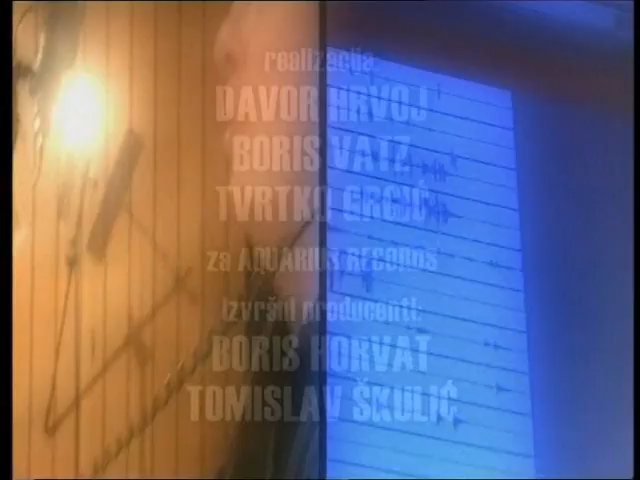 realizacija
DAVOR HRVOJ
BORIS VATZ
TVRTKO GRGIĆ
za AQUARIUS RECORDS
izvršni producenti:
BORIS HORVAT
TOMISLAV ŠKULIĆ